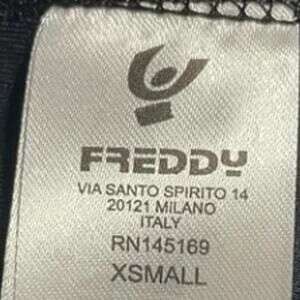 FREDDY
VIA SANTO SPIRITO 14
20121 MILANO
ITALY
RN145169
XSMALL